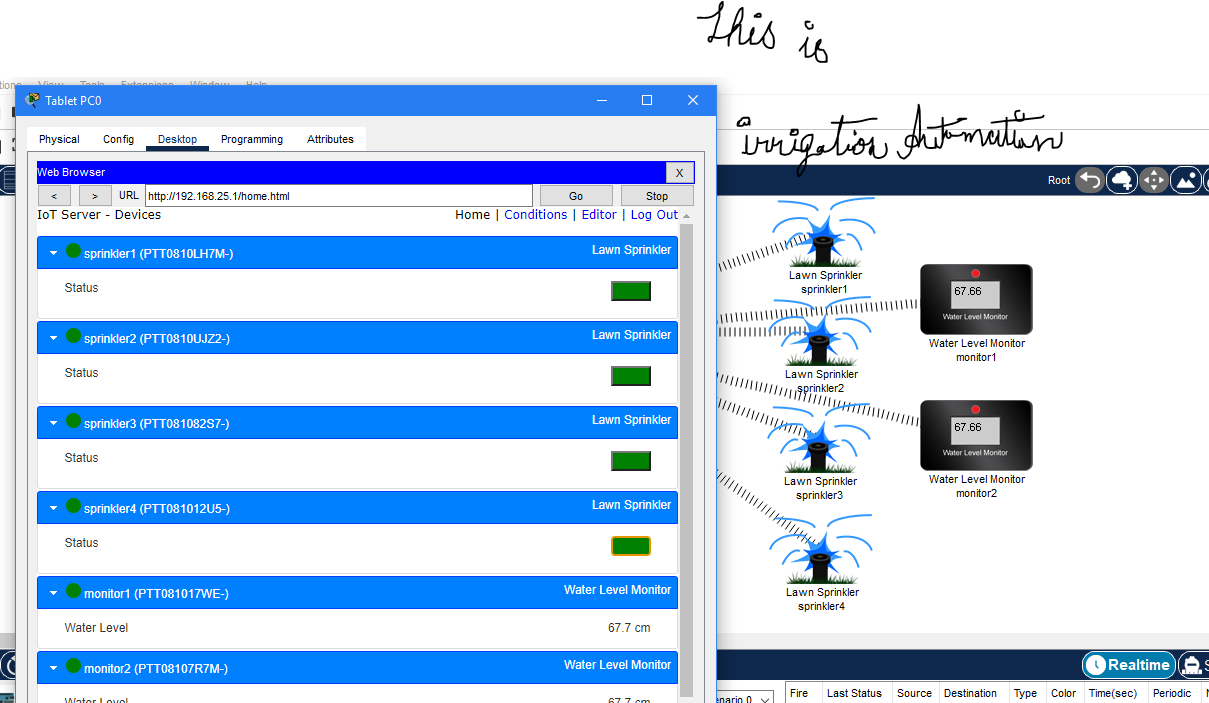 This is
a
irrigation Automation
View Tools Extensions Window Help
Tablet PC0
Physical Config Desktop Programming Attributes
Web Browser X
< > URL http://192.168.25.1/home.html Go Stop
IoT Server - Devices Home | Conditions | Editor | Log Out
sprinkler1 (PTT0810LH7M-) Lawn Sprinkler
Status
sprinkler2 (PTT0810UJZ2-) Lawn Sprinkler
Status
sprinkler3 (PTT081082S7-) Lawn Sprinkler
Status
sprinkler4 (PTT081012U5-) Lawn Sprinkler
Status
monitor1 (PTT081017WE-) Water Level Monitor
Water Level 67.7 cm
monitor2 (PTT08107R7M-) Water Level Monitor
Water Level 67.7 cm
Root
Lawn Sprinkler
sprinkler1
67.66
Water Level Monitor
Water Level Monitor
monitor1
Lawn Sprinkler
sprinkler2
67.66
Water Level Monitor
Water Level Monitor
monitor2
Lawn Sprinkler
sprinkler3
Lawn Sprinkler
sprinkler4
Realtime
Fire Last Status Source Destination Type Color Time(sec) Periodic